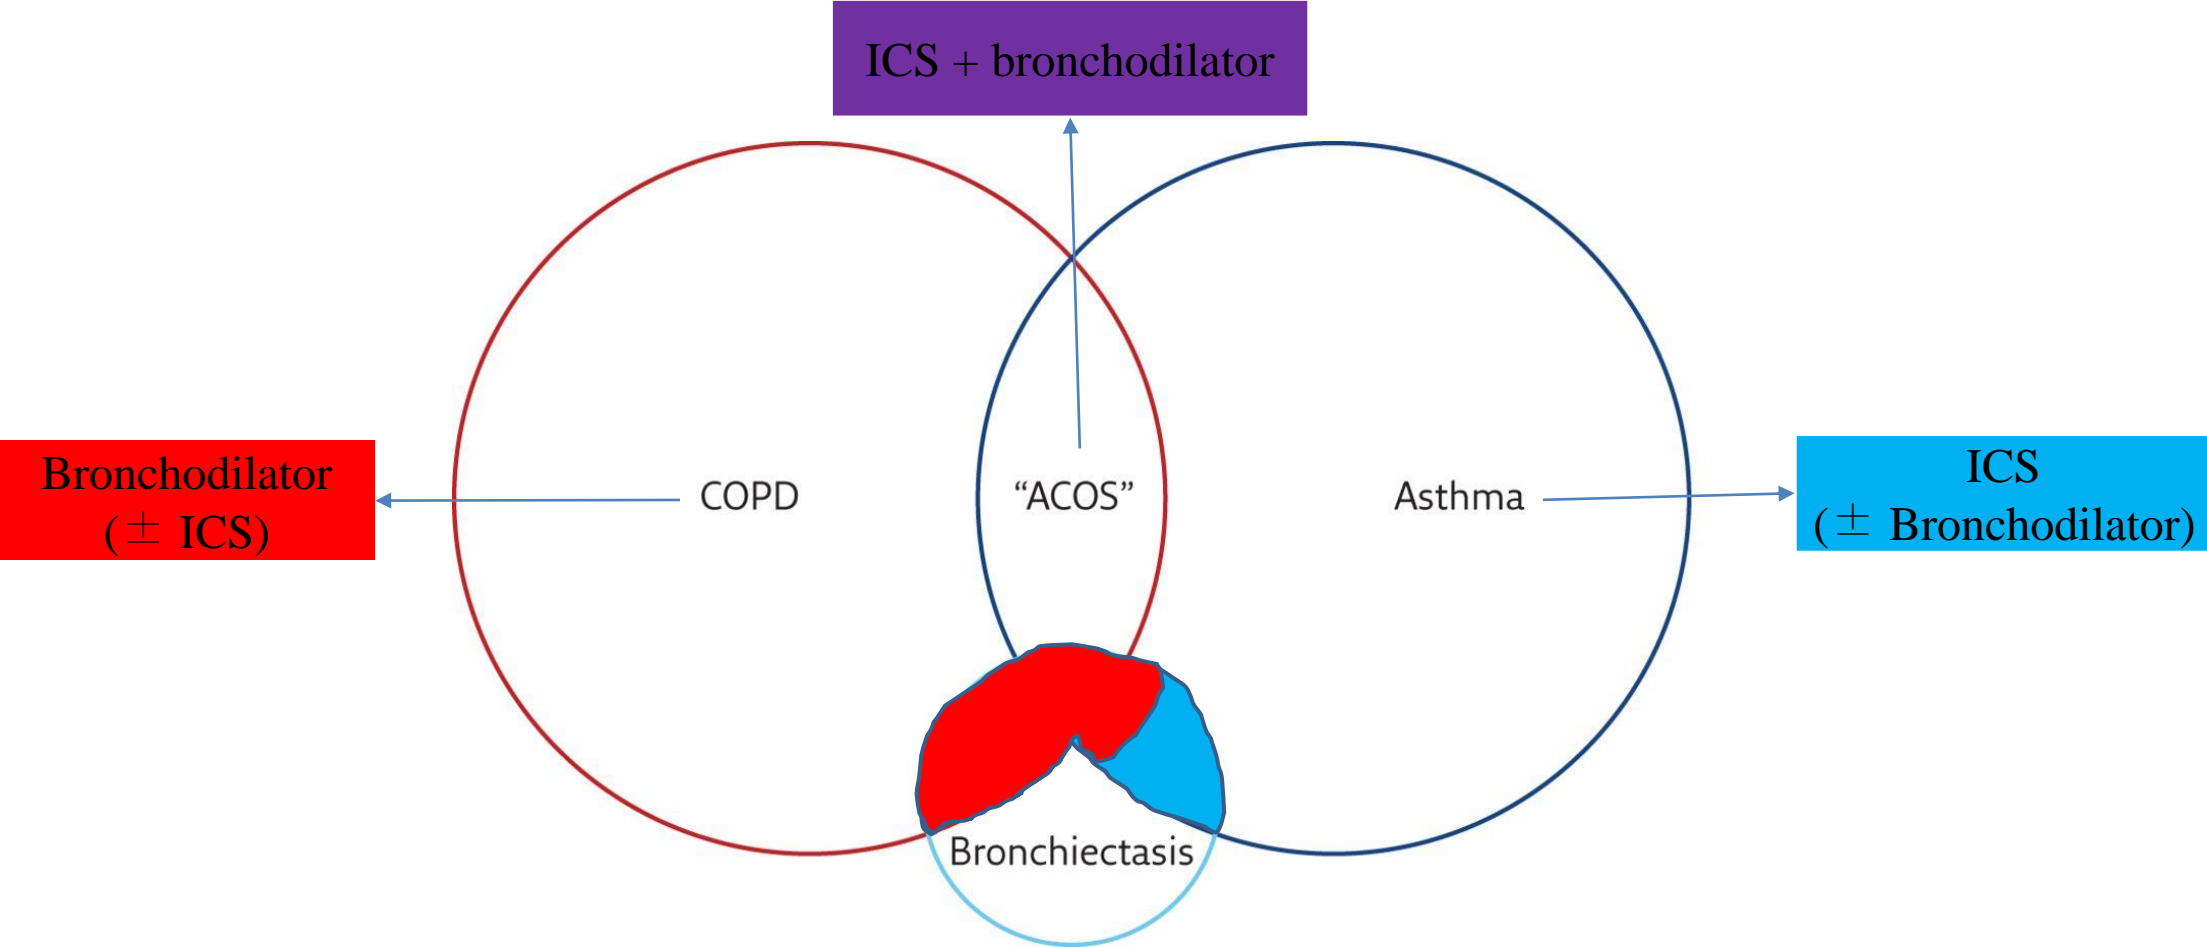 ICS + bronchodilator
Bronchodilator
(± ICS)
COPD
“ACOS”
Asthma
ICS
(± Bronchodilator)
Bronchiectasis